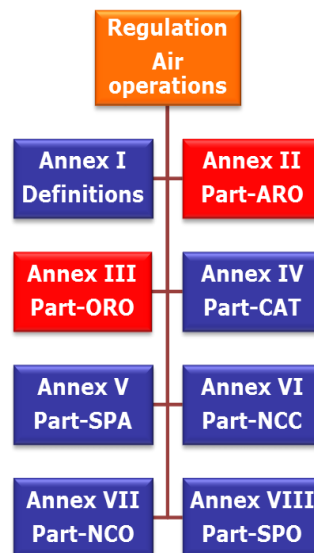 Regulation
Air
operations
Annex I
Definitions
Annex II
Part-ARO
Annex III
Part-ORO
Annex IV
Part-CAT
Annex V
Part-SPA
Annex VI
Part-NCC
Annex VII
Part-NCO
Annex VIII
Part-SPO